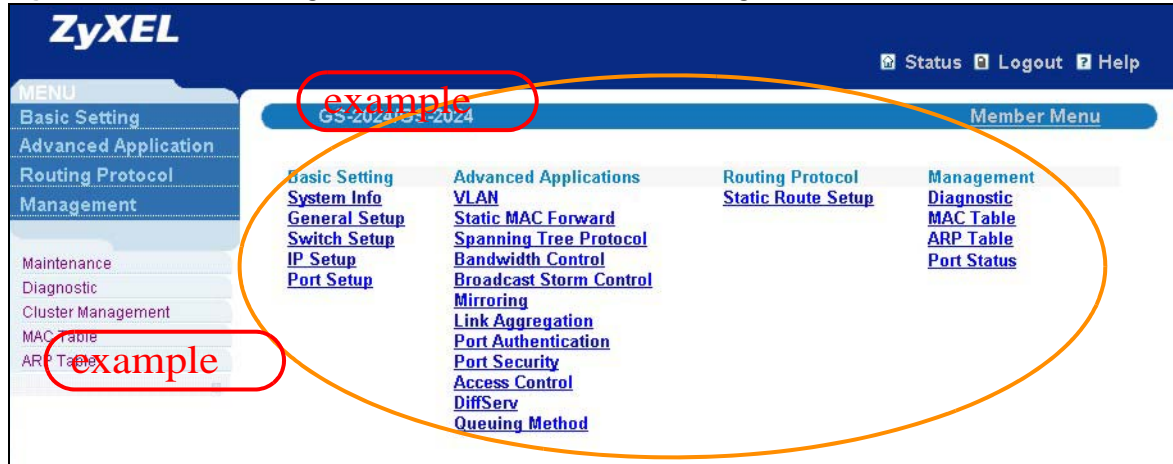 ZyXEL
Status Logout Help
MENU
Basic Setting
Advanced Application
Routing Protocol
Management
Maintenance
Diagnostic
Cluster Management
MAC Table
ARP Table
example
example
GS-2024/GS-2024
Member Menu
Basic Setting
System Info
General Setup
Switch Setup
IP Setup
Port Setup
Advanced Applications
VLAN
Static MAC Forward
Spanning Tree Protocol
Bandwidth Control
Broadcast Storm Control
Mirroring
Link Aggregation
Port Authentication
Port Security
Access Control
DiffServ
Queuing Method
Routing Protocol
Static Route Setup
Management
Diagnostic
MAC Table
ARP Table
Port Status